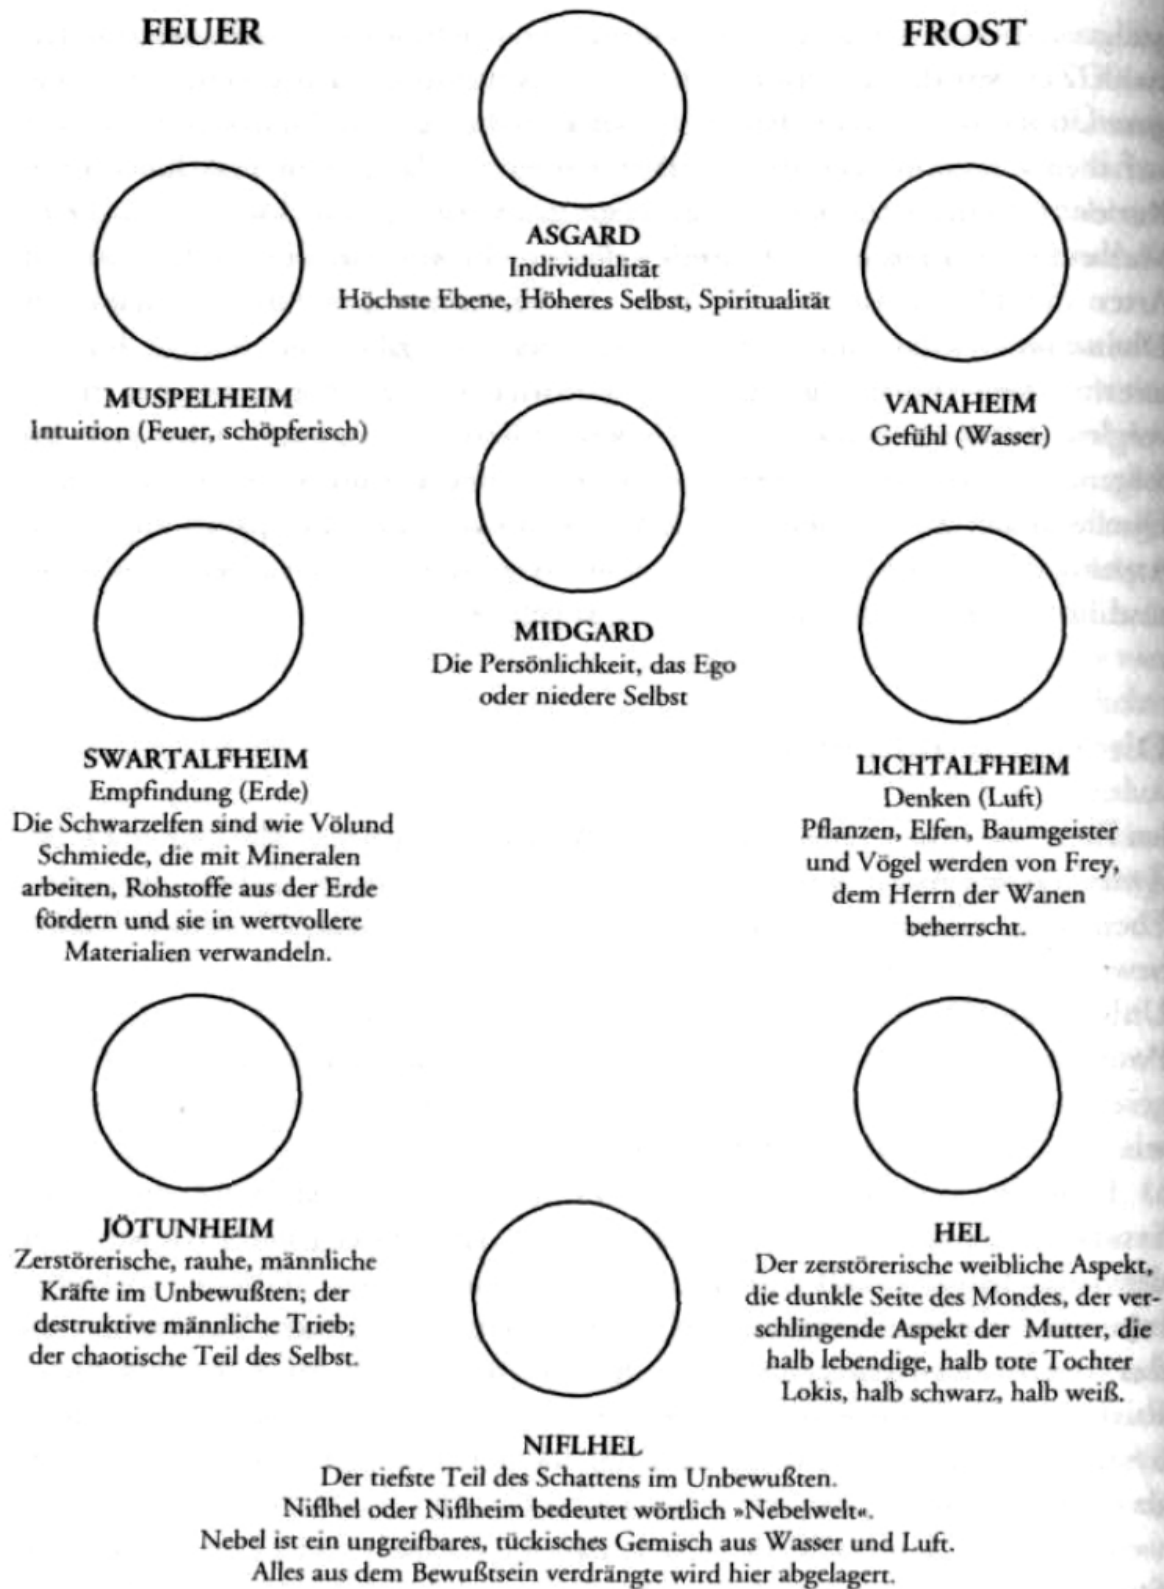 FEUER
FROST
ASGARD
Individualität
Höchste Ebene, Höheres Selbst, Spiritualität
MUSPELHEIM
Intuition (Feuer, schöpferisch)
VANAHEIM
Gefühl (Wasser)
MIDGARD
Die Persönlichkeit, das Ego
oder niedere Selbst
SWARTALFHEIM
Empfindung (Erde)
Die Schwarzelfen sind wie Völund
Schmiede, die mit Mineralen
arbeiten, Rohstoffe aus der Erde
fördern und sie in wertvollere
Materialien verwandeln.
LICHTALFHEIM
Denken (Luft)
Pflanzen, Elfen, Baumgeister
und Vögel werden von Frey,
dem Herrn der Wanen
beherrscht.
JÖTUNHEIM
Zerstörerische, rauhe, männliche
Kräfte im Unbewußten; der
destruktive männliche Trieb;
der chaotische Teil des Selbst.
HEL
Der zerstörerische weibliche Aspekt,
die dunkle Seite des Mondes, der ver-
schlingende Aspekt der Mutter, die
halb lebendige, halb tote Tochter
Lokis, halb schwarz, halb weiß.
NIFLHEL
Der tiefste Teil des Schattens im Unbewußten.
Niflhel oder Niflheim bedeutet wörtlich »Nebelwelt«.
Nebel ist ein ungreifbares, tückisches Gemisch aus Wasser und Luft.
Alles aus dem Bewußtsein verdrängte wird hier abgelagert.